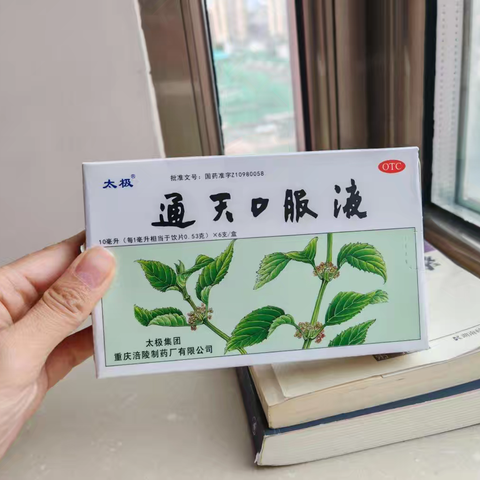 批准文号：国药准字Z10980058
OTC
太极®
通天口服液
10毫升（每1毫升相当于饮片0.53克）×6支/盒
太极集团
重庆涪陵制药厂有限公司